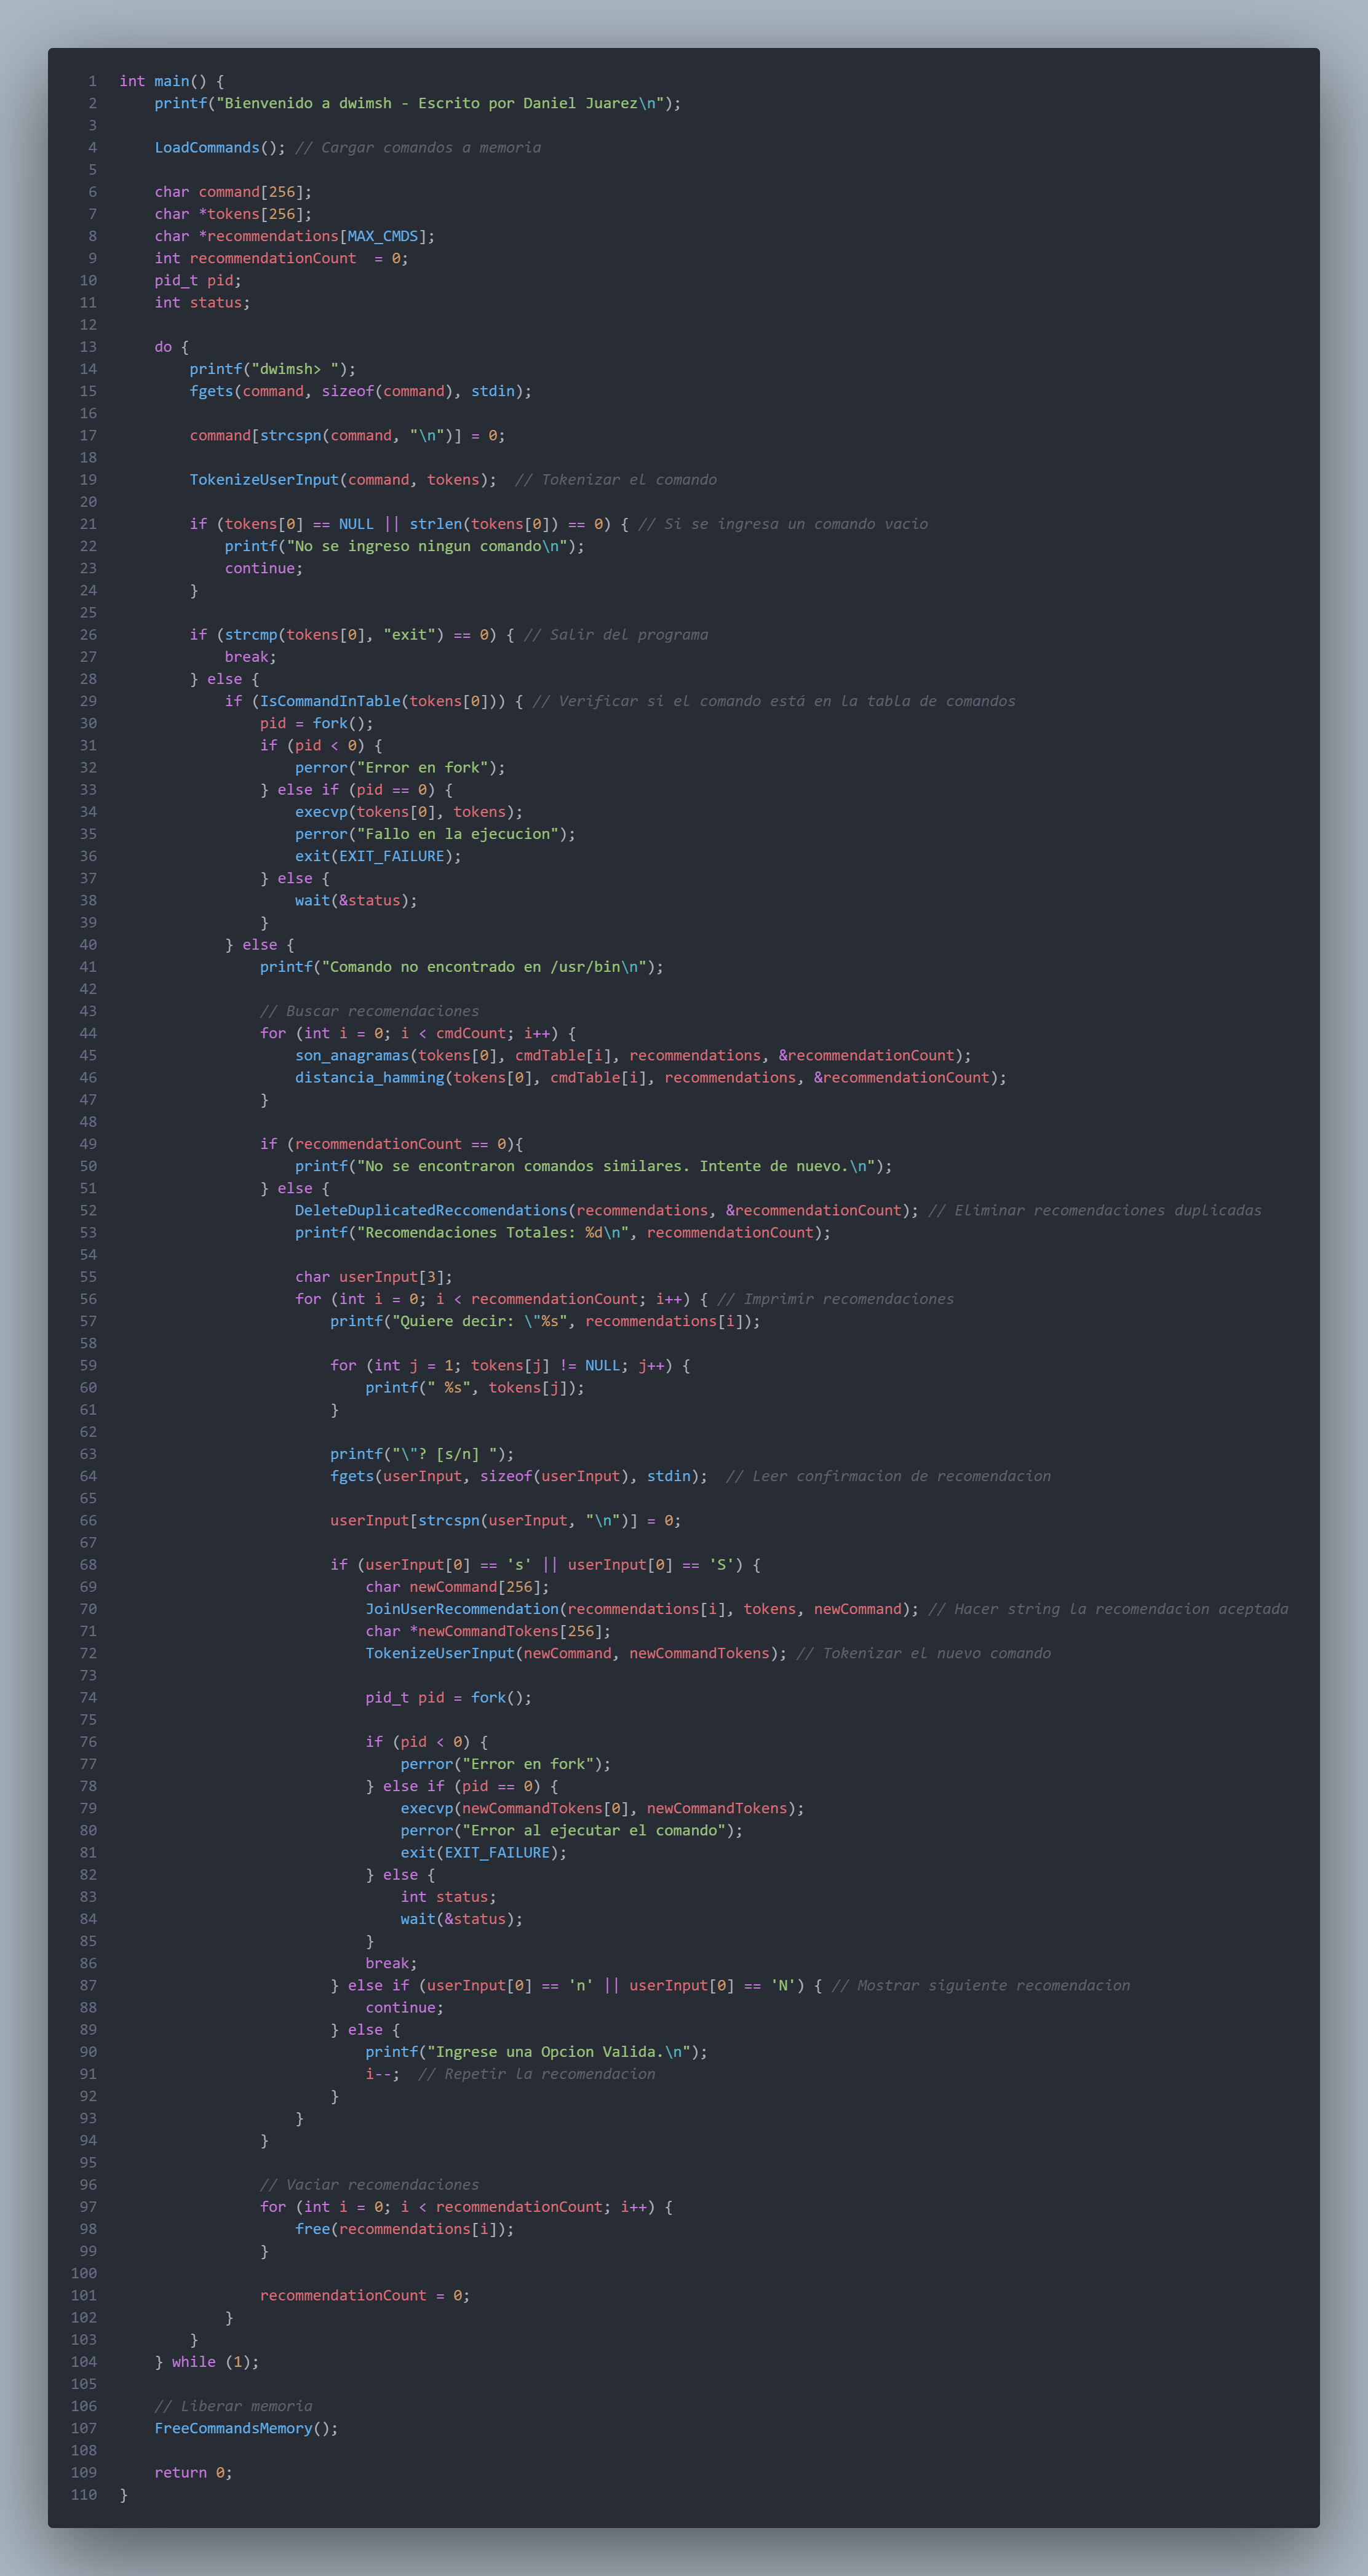 1 int main() {
2 printf("Bienvenido a dwimsh - Escrito por Daniel Juarez\n");
3
4 LoadCommands(); // Cargar comandos a memoria
5
6 char command[256];
7 char *tokens[256];
8 char *recommendations[MAX_CMDS];
9 int recommendationCount  = 0;
10 pid_t pid;
11 int status;
12
13 do {
14 printf("dwimsh> ");
15 fgets(command, sizeof(command), stdin);
16
17 command[strcspn(command, "\n")] = 0;
18
19 TokenizeUserInput(command, tokens);  // Tokenizar el comando
20
21 if (tokens[0] == NULL || strlen(tokens[0]) == 0) { // Si se ingresa un comando vacio
22 printf("No se ingreso ningun comando\n");
23 continue;
24 }
25
26 if (strcmp(tokens[0], "exit") == 0) { // Salir del programa
27 break;
28 } else {
29 if (IsCommandInTable(tokens[0])) { // Verificar si el comando está en la tabla de comandos
30 pid = fork();
31 if (pid < 0) {
32 perror("Error en fork");
33 } else if (pid == 0) {
34 execvp(tokens[0], tokens);
35 perror("Fallo en la ejecucion");
36 exit(EXIT_FAILURE);
37 } else {
38 wait(&status);
39 }
40 } else {
41 printf("Comando no encontrado en /usr/bin\n");
42
43 // Buscar recomendaciones
44 for (int i = 0; i < cmdCount; i++) {
45 son_anagramas(tokens[0], cmdTable[i], recommendations, &recommendationCount);
46 distancia_hamming(tokens[0], cmdTable[i], recommendations, &recommendationCount);
47 }
48
49 if (recommendationCount == 0){
50 printf("No se encontraron comandos similares. Intente de nuevo.\n");
51 } else {
52 DeleteDuplicatedReccomendations(recommendations, &recommendationCount); // Eliminar recomendaciones duplicadas
53 printf("Recomendaciones Totales: %d\n", recommendationCount);
54
55 char userInput[3];
56 for (int i = 0; i < recommendationCount; i++) { // Imprimir recomendaciones
57 printf("Quiere decir: \"%s", recommendations[i]);
58
59 for (int j = 1; tokens[j] != NULL; j++) {
60 printf(" %s", tokens[j]);
61 }
62
63 printf("\"? [s/n] ");
64 fgets(userInput, sizeof(userInput), stdin);  // Leer confirmacion de recomendacion
65
66 userInput[strcspn(userInput, "\n")] = 0;
67
68 if (userInput[0] == 's' || userInput[0] == 'S') {
69 char newCommand[256];
70 JoinUserRecommendation(recommendations[i], tokens, newCommand); // Hacer string la recomendacion aceptada
71 char *newCommandTokens[256];
72 TokenizeUserInput(newCommand, newCommandTokens); // Tokenizar el nuevo comando
73
74 pid_t pid = fork();
75
76 if (pid < 0) {
77 perror("Error en fork");
78 } else if (pid == 0) {
79 execvp(newCommandTokens[0], newCommandTokens);
80 perror("Error al ejecutar el comando");
81 exit(EXIT_FAILURE);
82 } else {
83 int status;
84 wait(&status);
85 }
86 break;
87 } else if (userInput[0] == 'n' || userInput[0] == 'N') { // Mostrar siguiente recomendacion
88 continue;
89 } else {
90 printf("Ingrese una Opcion Valida.\n");
91 i--;  // Repetir la recomendacion
92 }
93 }
94 }
95
96 // Vaciar recomendaciones
97 for (int i = 0; i < recommendationCount; i++) {
98 free(recommendations[i]);
99 }
100
101 recommendationCount = 0;
102 }
103 }
104 } while (1);
105
106 // Liberar memoria
107 FreeCommandsMemory();
108
109 return 0;
110 }